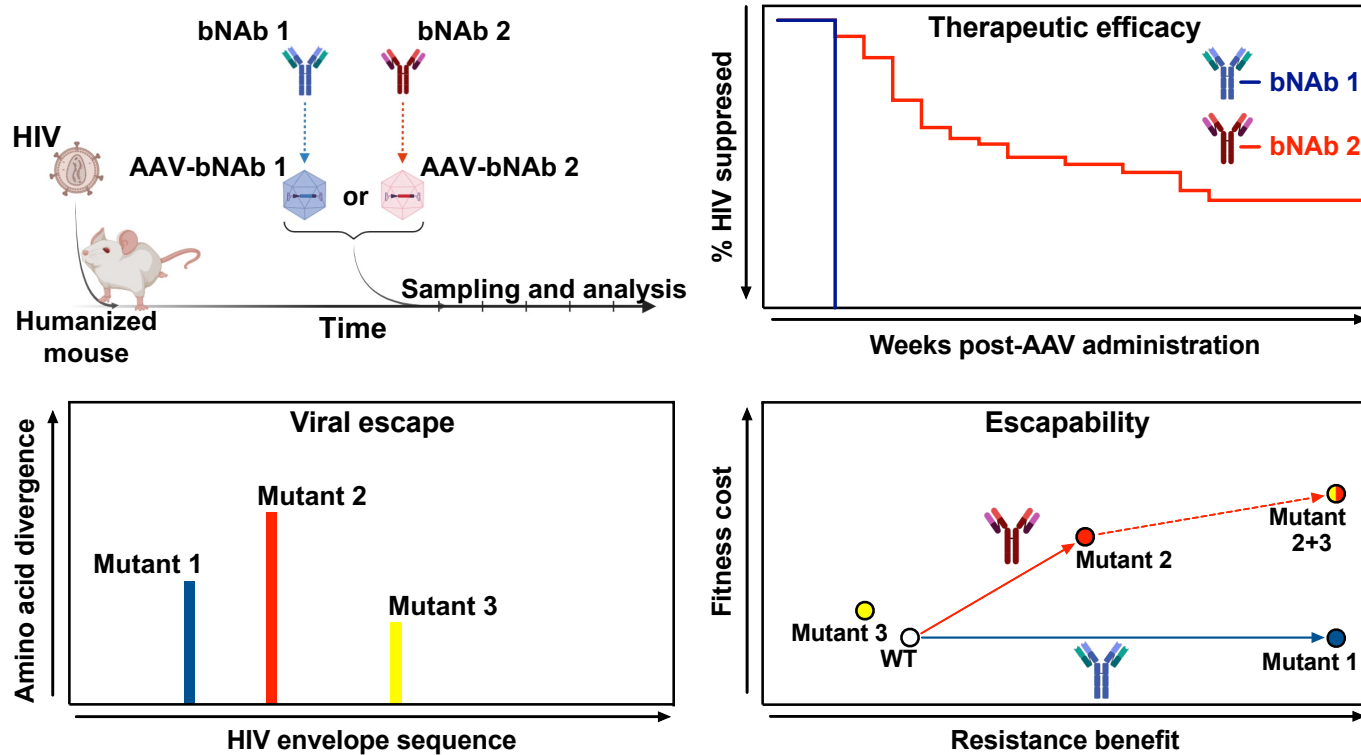 bNAb 1
bNAb 2
HIV
AAV-bNAb 1
or
AAV-bNAb 2
Sampling and analysis
Humanized
mouse
Time
Therapeutic efficacy
bNAb 1
bNAb 2
% HIV suppresed
Weeks post-AAV administration
Viral escape
Mutant 1
Mutant 2
Mutant 3
Amino acid divergence
HIV envelope sequence
Escapability
Mutant
2+3
Mutant 2
Mutant 3
WT
Mutant 1
Fitness cost
Resistance benefit